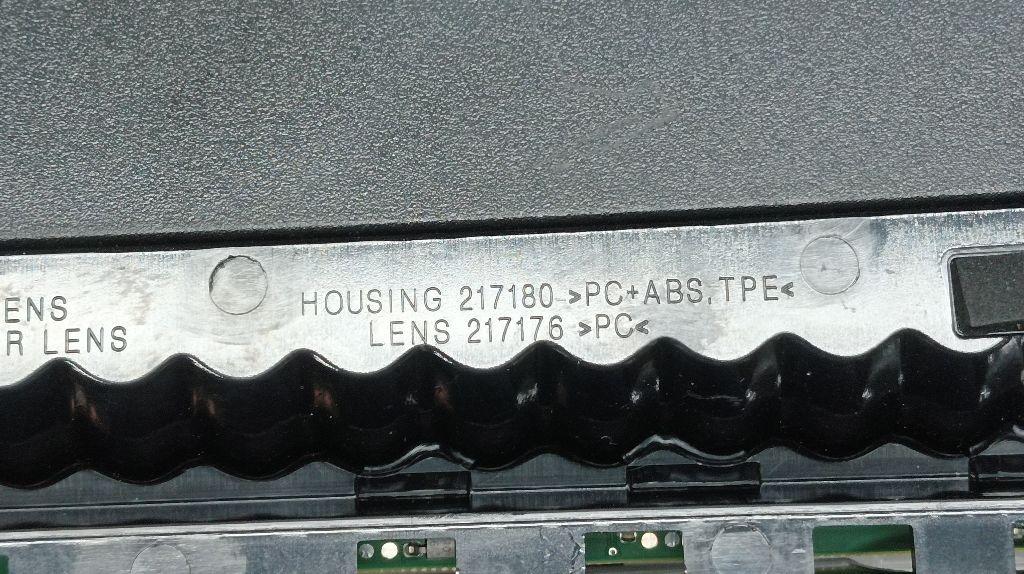 ENS
R LENS
HOUSING 217180 >PC+ABS,TPE<
LENS 217176 >PC<